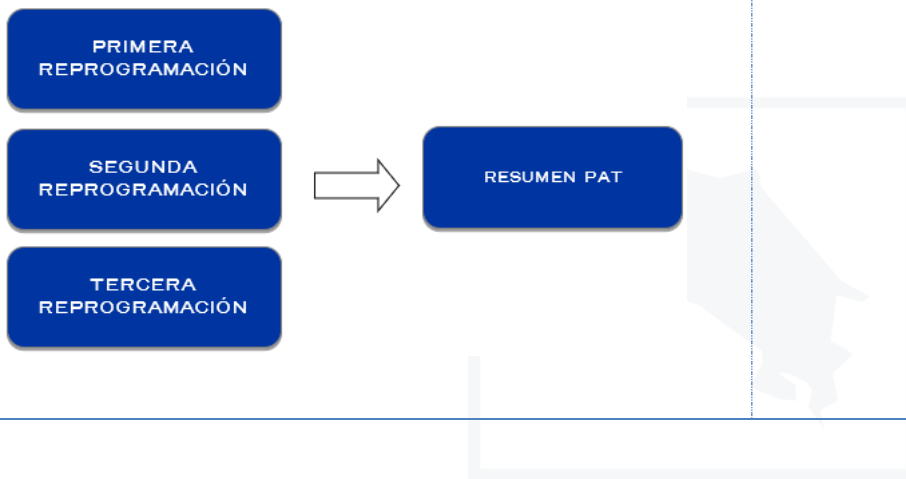 PRIMERA
REPROGRAMACIÓN
SEGUNDA
REPROGRAMACIÓN
TERCERA
REPROGRAMACIÓN
RESUMEN PAT